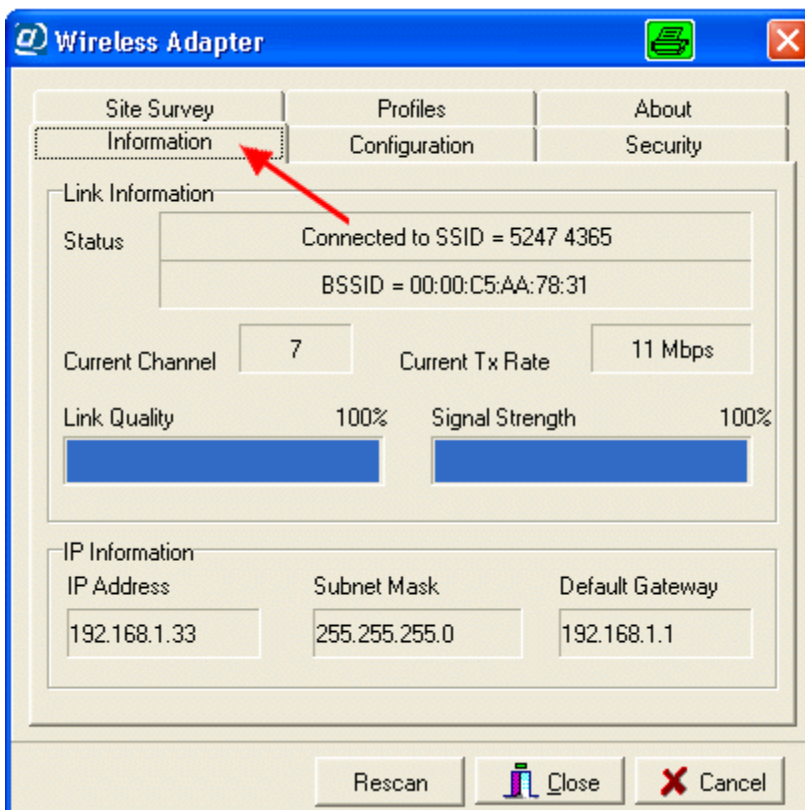 Wireless Adapter
Site Survey Profiles About
Information Configuration Security
Link Information
Status Connected to SSID = 5247 4365
BSSID = 00:00:C5:AA:78:31
Current Channel 7 Current Tx Rate 11 Mbps
Link Quality 100% Signal Strength 100%
IP Information
IP Address Subnet Mask Default Gateway
192.168.1.33 255.255.255.0 192.168.1.1
Rescan Close Cancel